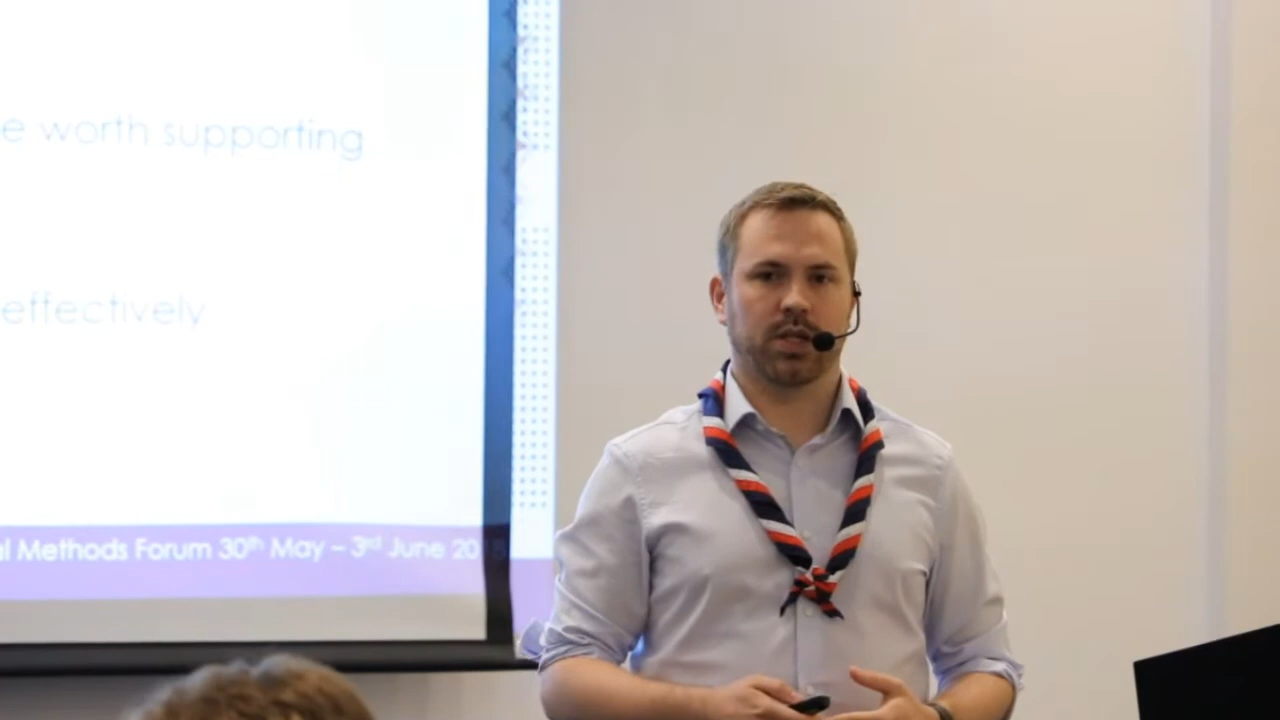 e worth supporting
effectively
al Methods Forum 30th May – 3rd June 20